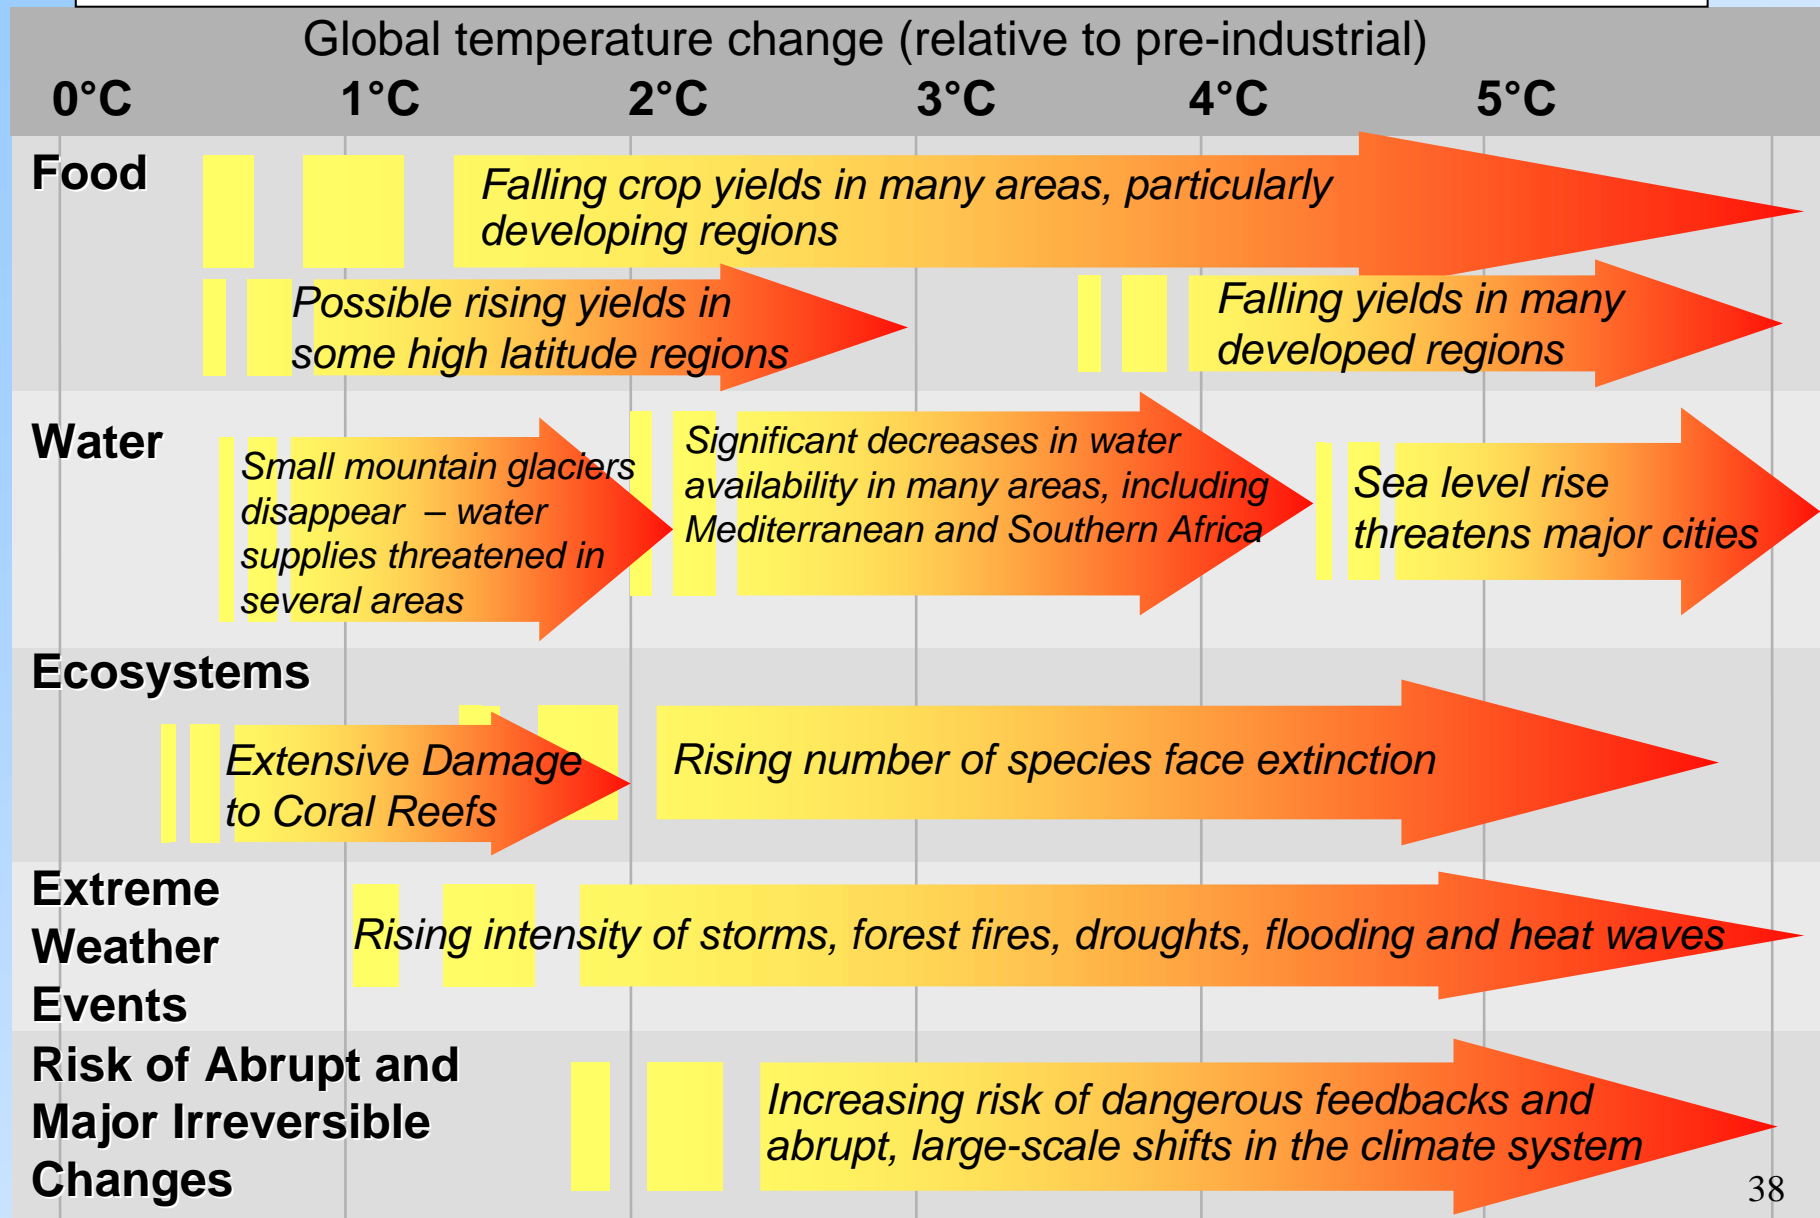 Global temperature change (relative to pre-industrial)
0°C 1°C 2°C 3°C 4°C 5°C
Food
Falling crop yields in many areas, particularly
developing regions
Possible rising yields in
some high latitude regions
Falling yields in many
developed regions
Water
Small mountain glaciers
disappear – water
supplies threatened in
several areas
Significant decreases in water
availability in many areas, including
Mediterranean and Southern Africa
Sea level rise
threatens major cities
Ecosystems
Extensive Damage
to Coral Reefs
Rising number of species face extinction
Extreme
Weather
Events
Rising intensity of storms, forest fires, droughts, flooding and heat waves
Risk of Abrupt and
Major Irreversible
Changes
Increasing risk of dangerous feedbacks and
abrupt, large-scale shifts in the climate system
38